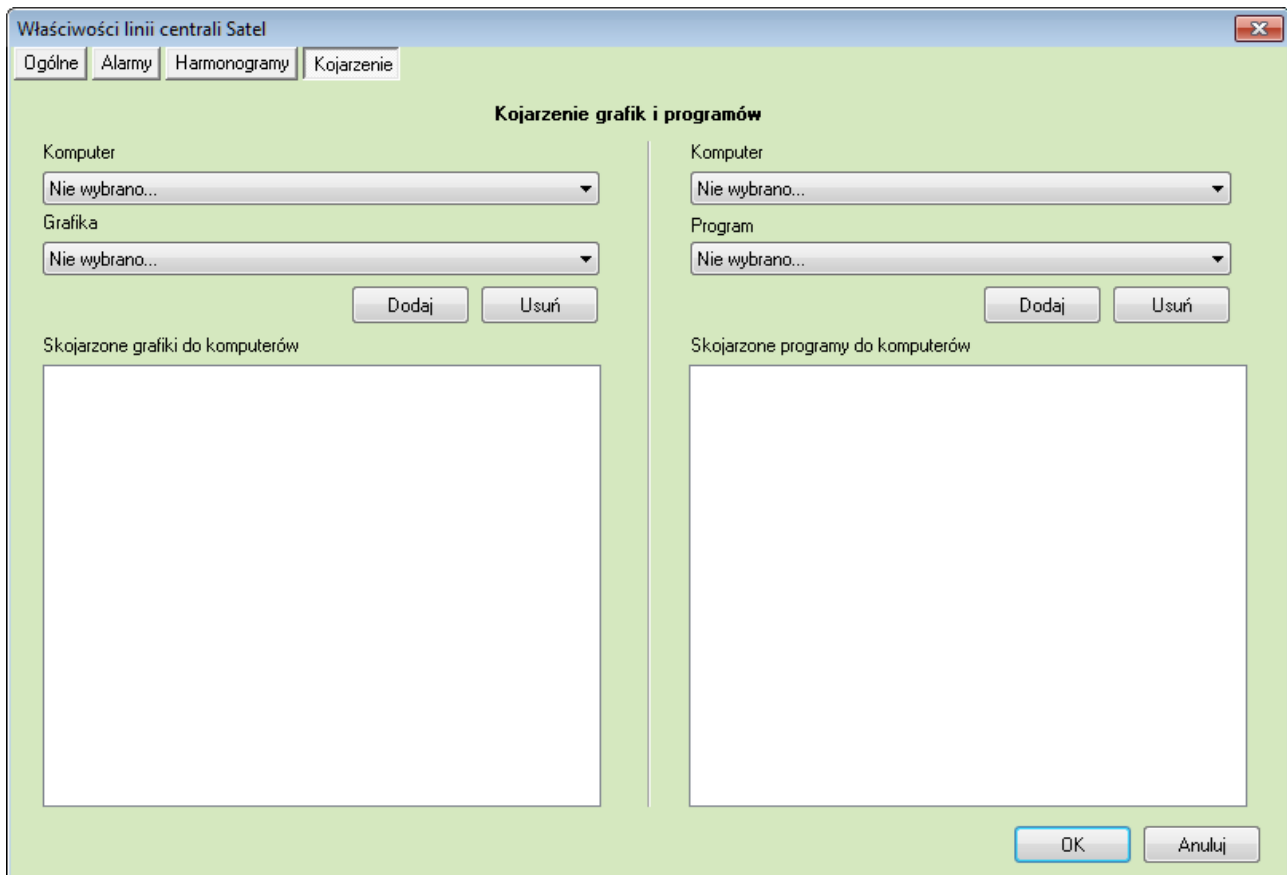 Właściwości linii centrali Satel
Ogólne Alarmy Harmonogramy Kojarzenie
Kojarzenie grafik i programów
Komputer
Nie wybrano...
Grafika
Nie wybrano...
Dodaj Usuń
Skojarzone grafiki do komputerów
Komputer
Nie wybrano...
Program
Nie wybrano...
Dodaj Usuń
Skojarzone programy do komputerów
OK Anuluj